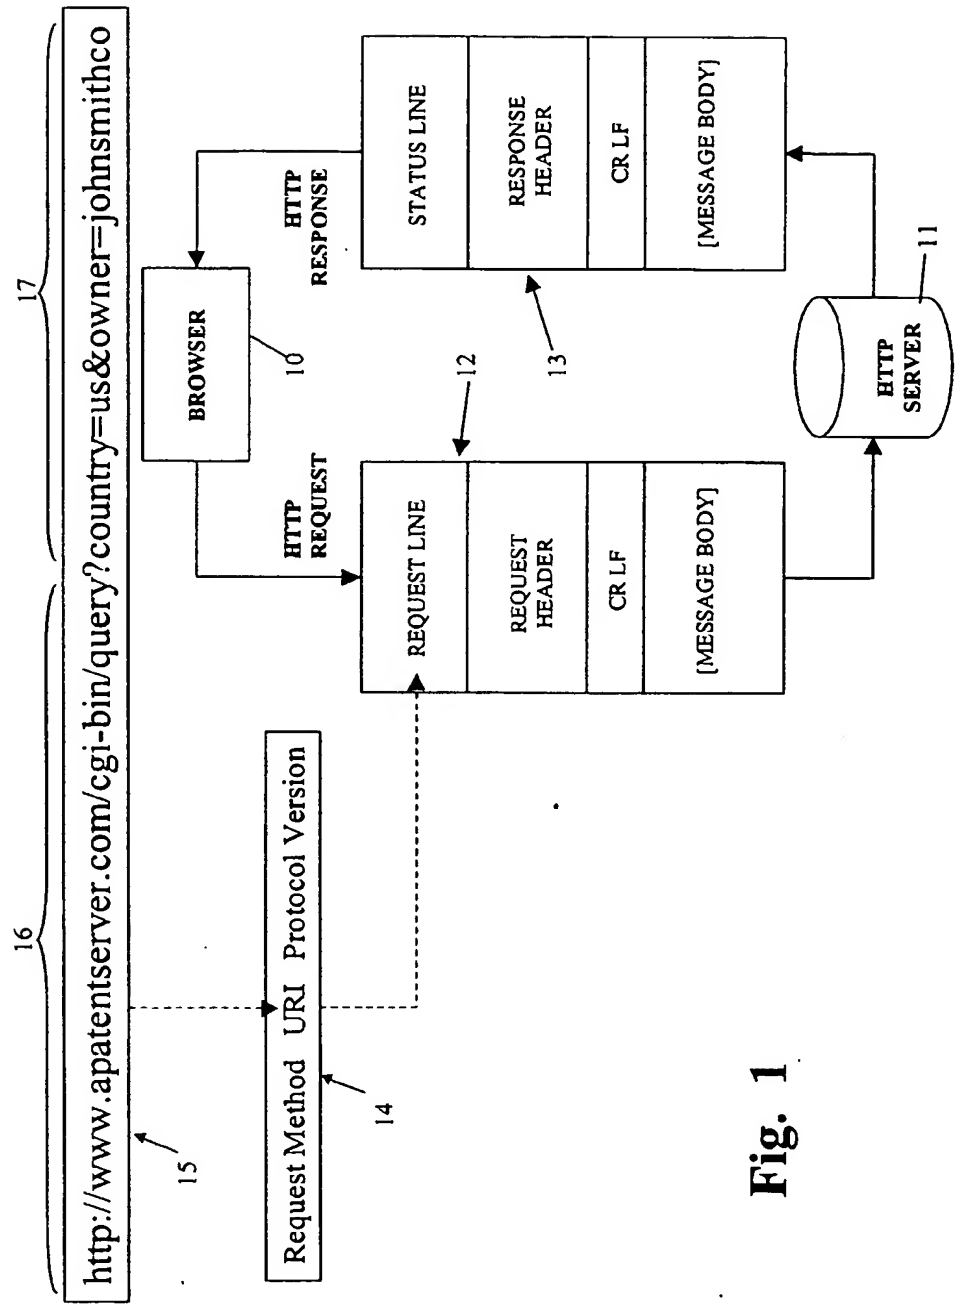 16
17
http://www.apatentserver.com/cgi-bin/query?country=us&owner=johnsmithco
15
Request Method URI Protocol Version
14
BROWSER
10
HTTP
REQUEST
HTTP
RESPONSE
12
REQUEST LINE
REQUEST
HEADER
CR LF
[MESSAGE BODY]
STATUS LINE
RESPONSE
HEADER
CR LF
[MESSAGE BODY]
13
HTTP
SERVER
11
Fig. 1